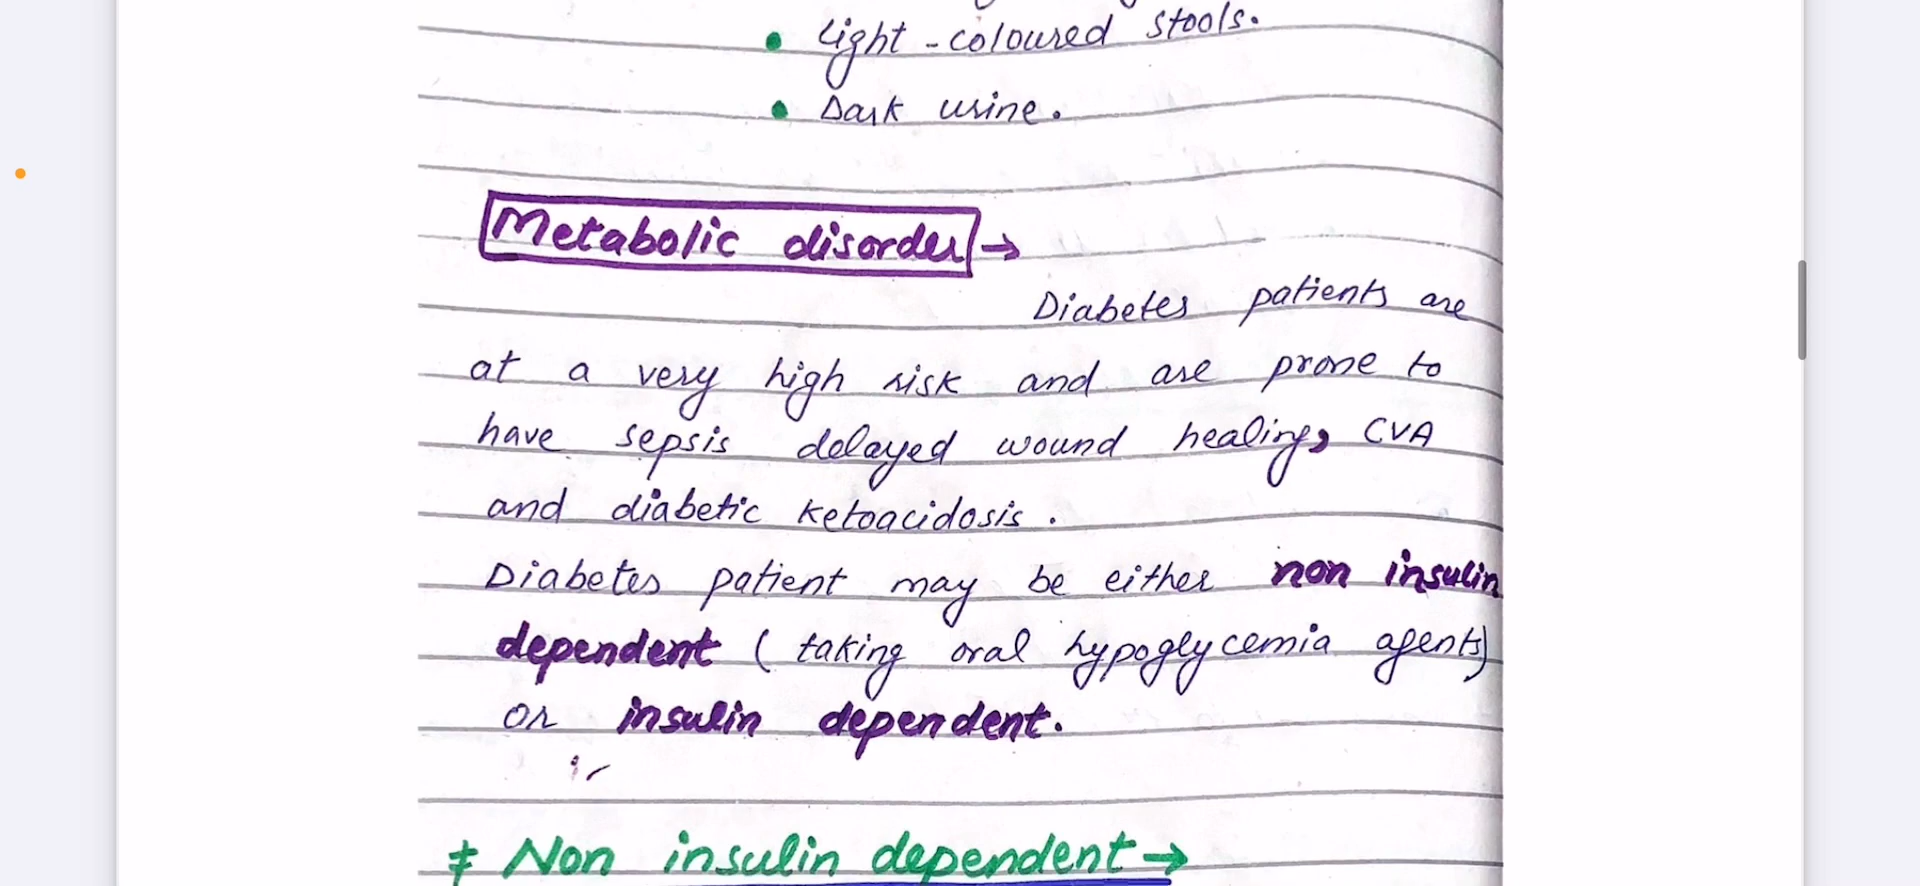 • Light-coloured stools.
• Dark urine.
Metabolic disorder →
Diabetes patients are
at a very high risk and are prone to
have sepsis delayed wound healing, CVA
and diabetic ketoacidosis.
Diabetes patient may be either non insulin
dependent (taking oral hypoglycemia agents)
or insulin dependent.
* Non insulin dependent →